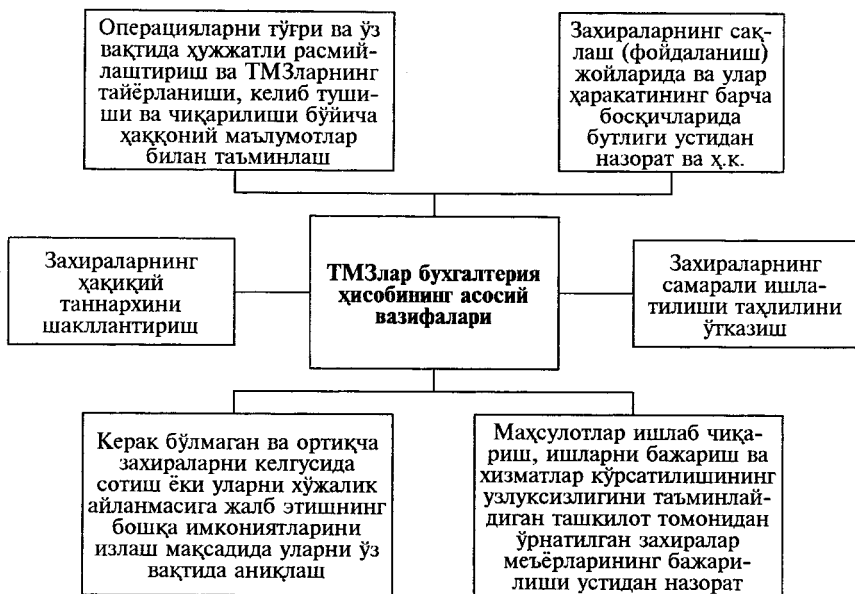 Операцияларни тўғри ва ўз
вақтида ҳужжатли расмий-
лаштириш ва ТМЗларнинг
тайёрланиши, келиб туши-
ши ва чиқарилиши бўйича
ҳаққоний маълумотлар
билан таъминлаш
Захираларнинг сақ-
лаш (фойдаланиш)
жойларида ва улар
ҳаракатининг барча
босқичларида
бутлиги устидан
назорат ва ҳ.к.
Захираларнинг
ҳақиқий
таннархини
шакллантириш
ТМЗлар бухгалтерия
ҳисобининг асосий
вазифалари
Захираларнинг
самарали ишла-
тилиши таҳлилини
ўтказиш
Керак бўлмаган ва ортиқча
захираларни келгусида
сотиш ёки уларни хўжалик
айланмасига жалб этишнинг
бошқа имкониятларини
излаш мақсадида уларни ўз
вақтида аниқлаш
Маҳсулотлар ишлаб чиқа-
риш, ишларни бажариш ва
хизматлар кўрсатилишининг
узлуксизлигини таъминлай-
диган ташкилот томонидан
ўрнатилган захиралар
меъёрларининг бажари-
лиши устидан назорат